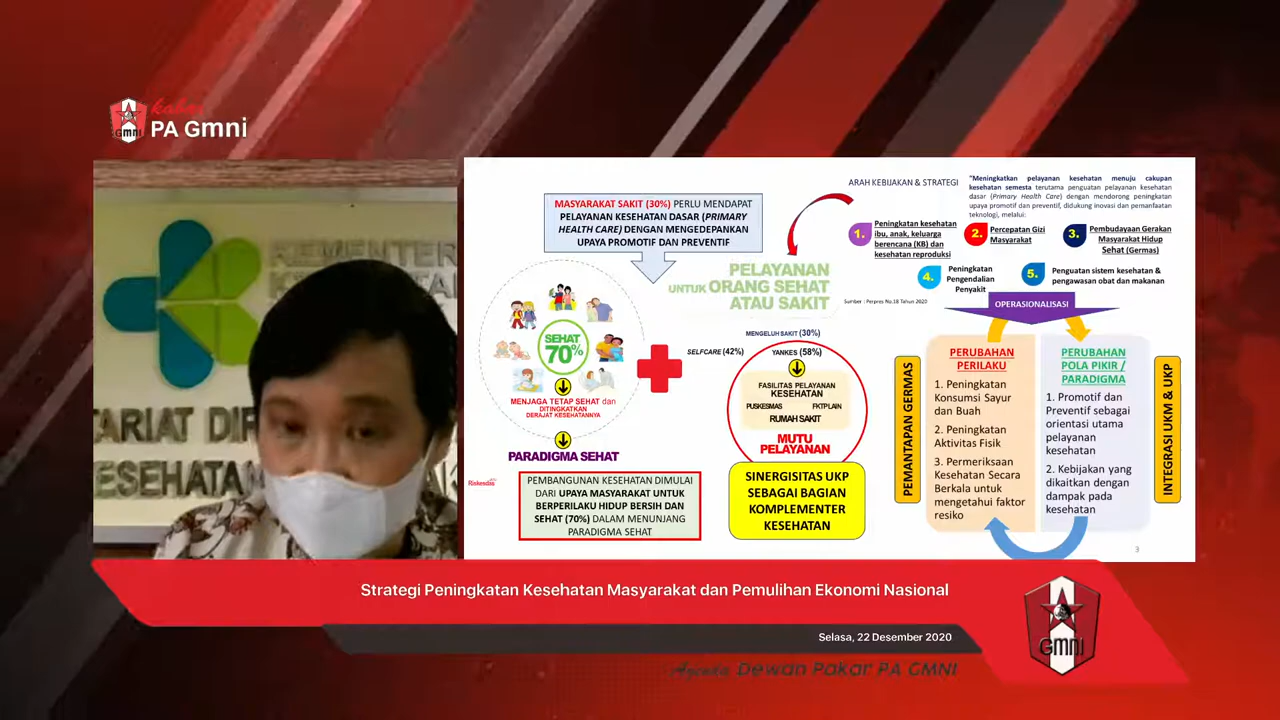 kabar
PA Gmni
GMNI
KEMENTER
ARIAT DIR
KESEHATA
ARAH KEBIJAKAN & STRATEGI
"Meningkatkan pelayanan kesehatan menuju cakupan
kesehatan semesta terutama penguatan pelayanan kesehatan
dasar (Primary Health Care) dengan mendorong peningkatan
upaya promotif dan preventif, didukung inovasi dan pemanfaatan
teknologi, melalui:
MASYARAKAT SAKIT (30%) PERLU MENDAPAT
PELAYANAN KESEHATAN DASAR (PRIMARY
HEALTH CARE) DENGAN MENGEDEPANKAN
UPAYA PROMOTIF DAN PREVENTIF
1.
Peningkatan kesehatan
ibu, anak, keluarga
berencana (KB) dan
kesehatan reproduksi
2.
Percepatan Gizi
Masyarakat
3.
Pembudayaan Gerakan
Masyarakat Hidup
Sehat (Germas)
4.
Peningkatan
Pengendalian
Penyakit
5.
Penguatan sistem kesehatan &
pengawasan obat dan makanan
PELAYANAN
UNTUK ORANG SEHAT
ATAU SAKIT
Sumber : Perpres No.18 Tahun 2020
OPERASIONALISASI
SEHAT
70%
MENJAGA TETAP SEHAT dan
DITINGKATKAN
DERAJAT KESEHATANNYA
PARADIGMA SEHAT
Riskesdas
PEMBANGUNAN KESEHATAN DIMULAI
DARI UPAYA MASYARAKAT UNTUK
BERPERILAKU HIDUP BERSIH DAN
SEHAT (70%) DALAM MENUNJANG
PARADIGMA SEHAT
MENGELUH SAKIT (30%)
SELFCARE (42%)
YANKES (58%)
FASILITAS PELAYANAN
KESEHATAN
PUSKESMAS
FKTP LAIN
RUMAH SAKIT
MUTU
PELAYANAN
SINERGISITAS UKP
SEBAGAI BAGIAN
KOMPLEMENTER
KESEHATAN
PEMANTAPAN GERMAS
PERUBAHAN
PERILAKU
1. Peningkatan
Konsumsi Sayur
dan Buah
2. Peningkatan
Aktivitas Fisik
3. Permeriksaan
Kesehatan Secara
Berkala untuk
mengetahui faktor
resiko
PERUBAHAN
POLA PIKIR /
PARADIGMA
1. Promotif dan
Preventif sebagai
orientasi utama
pelayanan
kesehatan
2. Kebijakan yang
dikaitkan dengan
dampak pada
kesehatan
INTEGRASI UKM & UKP
3
Strategi Peningkatan Kesehatan Masyarakat dan Pemulihan Ekonomi Nasional
Selasa, 22 Desember 2020
Agenda Dewan Pakar PA GMNI
GMNI